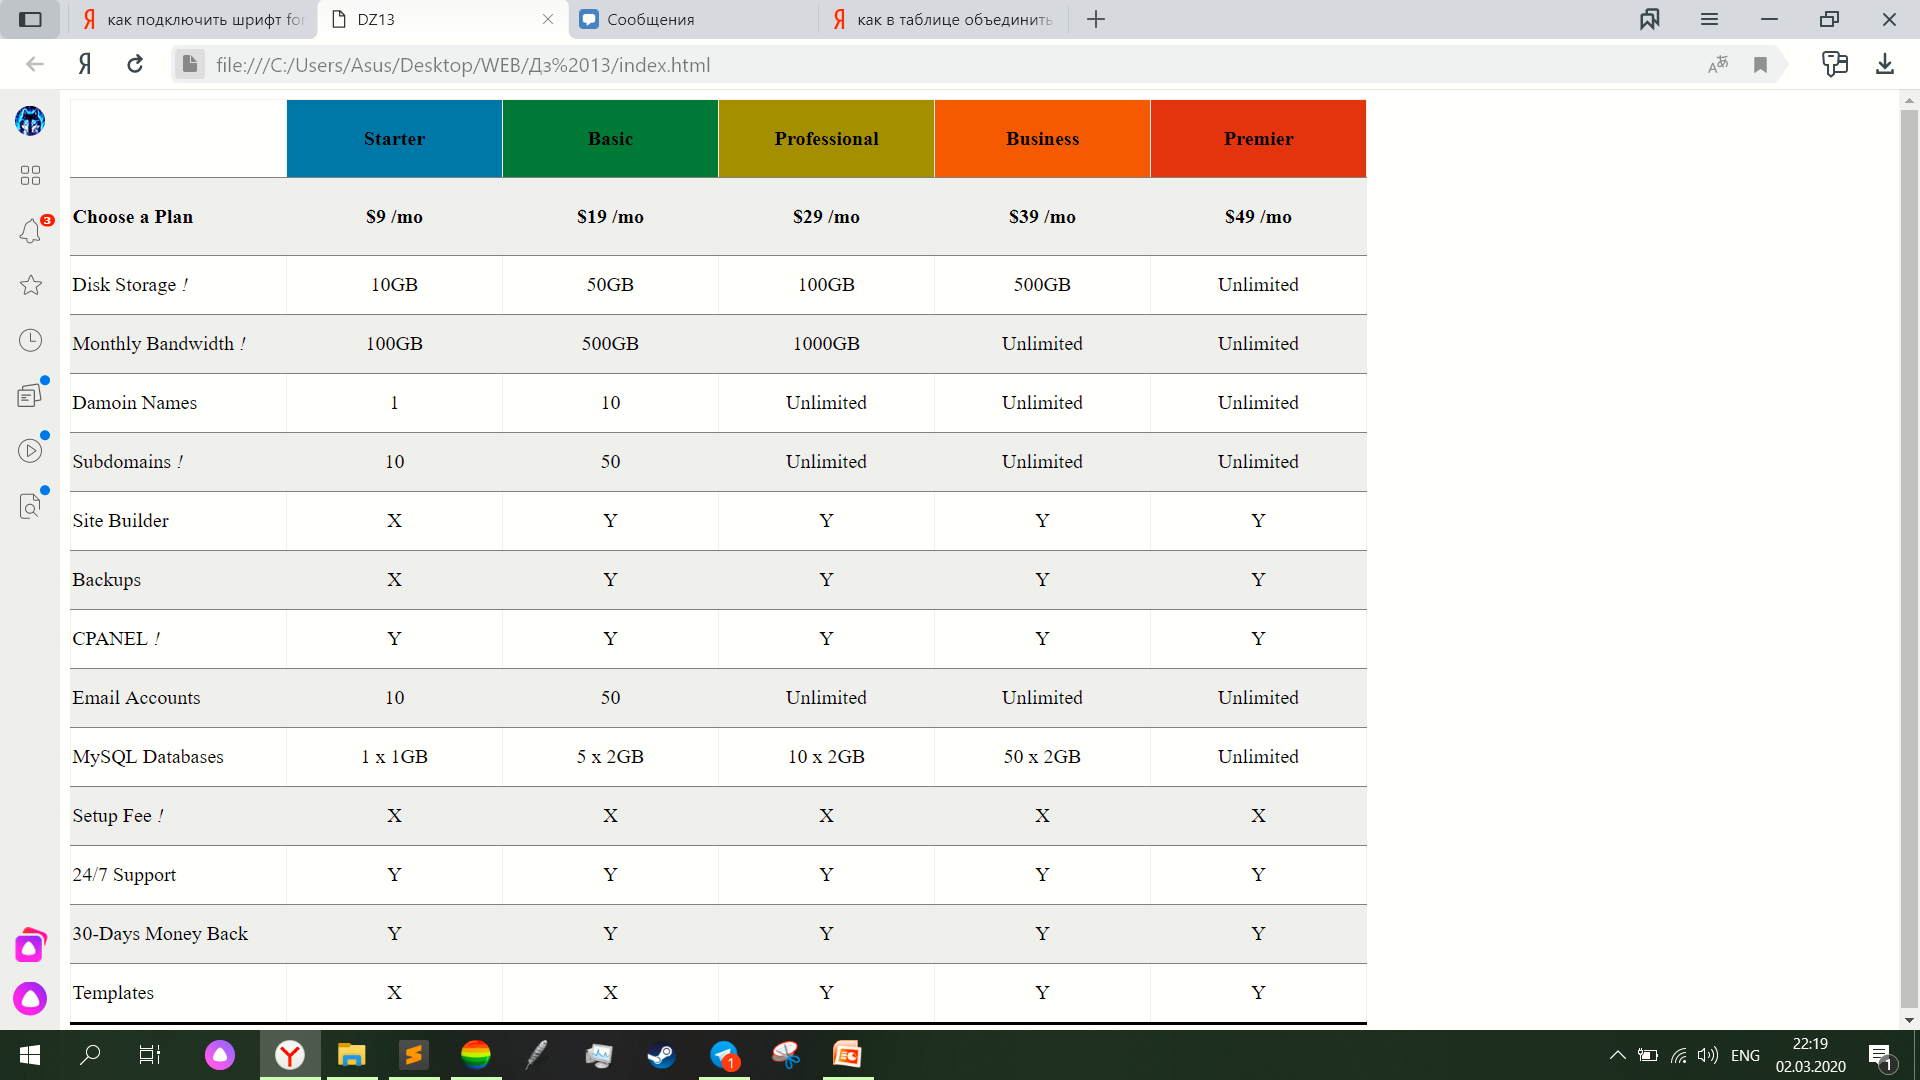 как подключить шрифт for
DZ13
Сообщения
как в таблице объединить
file:///C:/Users/Asus/Desktop/WEB/Дз%2013/index.html
Starter Basic Professional Business Premier
Choose a Plan $9 /mo $19 /mo $29 /mo $39 /mo $49 /mo
Disk Storage ! 10GB 50GB 100GB 500GB Unlimited
Monthly Bandwidth ! 100GB 500GB 1000GB Unlimited Unlimited
Damoin Names 1 10 Unlimited Unlimited Unlimited
Subdomains ! 10 50 Unlimited Unlimited Unlimited
Site Builder X Y Y Y Y
Backups X Y Y Y Y
CPANEL ! Y Y Y Y Y
Email Accounts 10 50 Unlimited Unlimited Unlimited
MySQL Databases 1 x 1GB 5 x 2GB 10 x 2GB 50 x 2GB Unlimited
Setup Fee ! X X X X X
24/7 Support Y Y Y Y Y
30-Days Money Back Y Y Y Y Y
Templates X X Y Y Y
3
1
ENG
22:19
02.03.2020
1